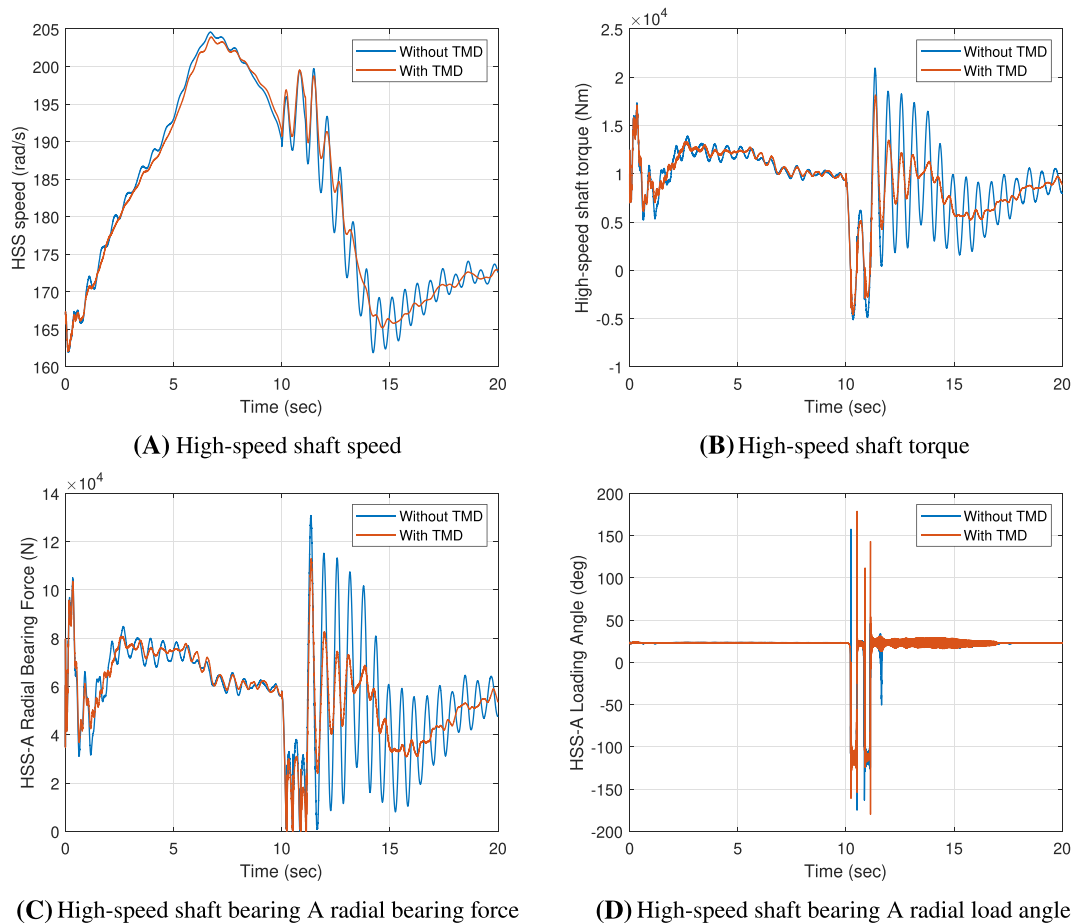 205
200
195
190
185
180
175
170
165
160
HSS speed (rad/s)
Without TMD
With TMD
0 5 10 15 20
Time (sec)
(A) High-speed shaft speed
×10⁴
2.5
2
1.5
1
0.5
0
-0.5
-1
High-speed shaft torque (Nm)
Without TMD
With TMD
0 5 10 15 20
Time (sec)
(B) High-speed shaft torque
×10⁴
14
12
10
8
6
4
2
0
HSS-A Radial Bearing Force (N)
Without TMD
With TMD
0 5 10 15 20
Time (sec)
(C) High-speed shaft bearing A radial bearing force
200
150
100
50
0
-50
-100
-150
-200
HSS-A Loading Angle (deg)
Without TMD
With TMD
0 5 10 15 20
Time (sec)
(D) High-speed shaft bearing A radial load angle